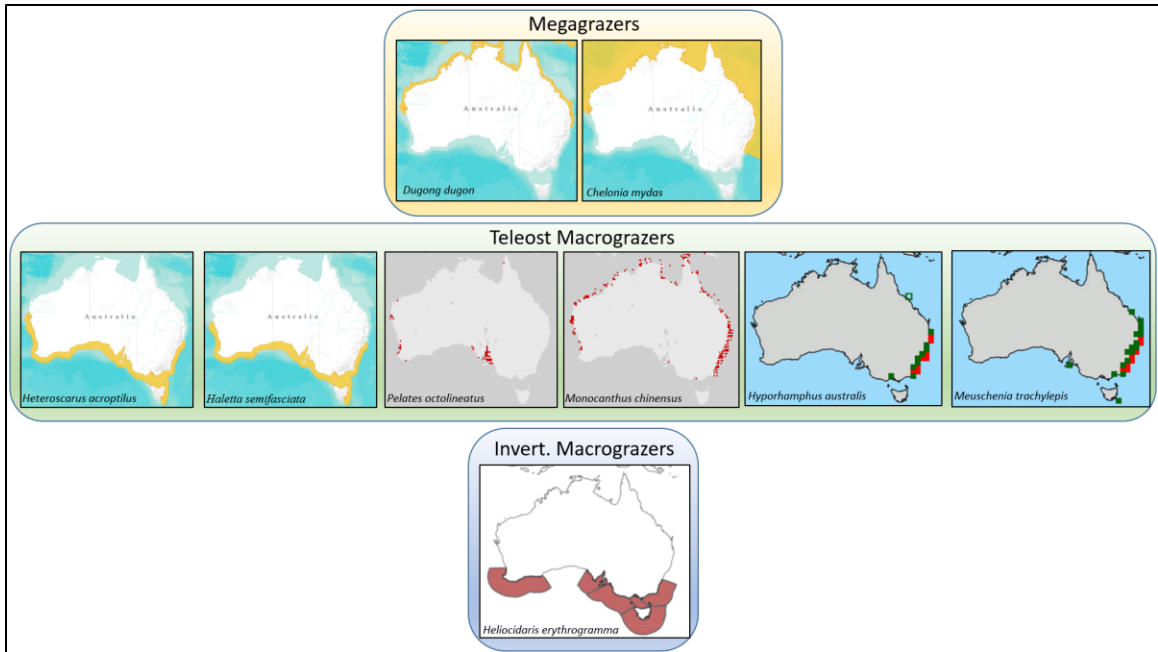 Megagrazers
Australia
Australia
Dugong dugon
Chelonia mydas
Teleost Macrograzers
Australia
Australia
Heteroscarus acroptilus
Haletta semifasciata
Pelates octolineatus
Monocanthus chinensus
Hyporhamphus australis
Meuschenia trachylepis
Invert. Macrograzers
Heliocidaris erythrogramma